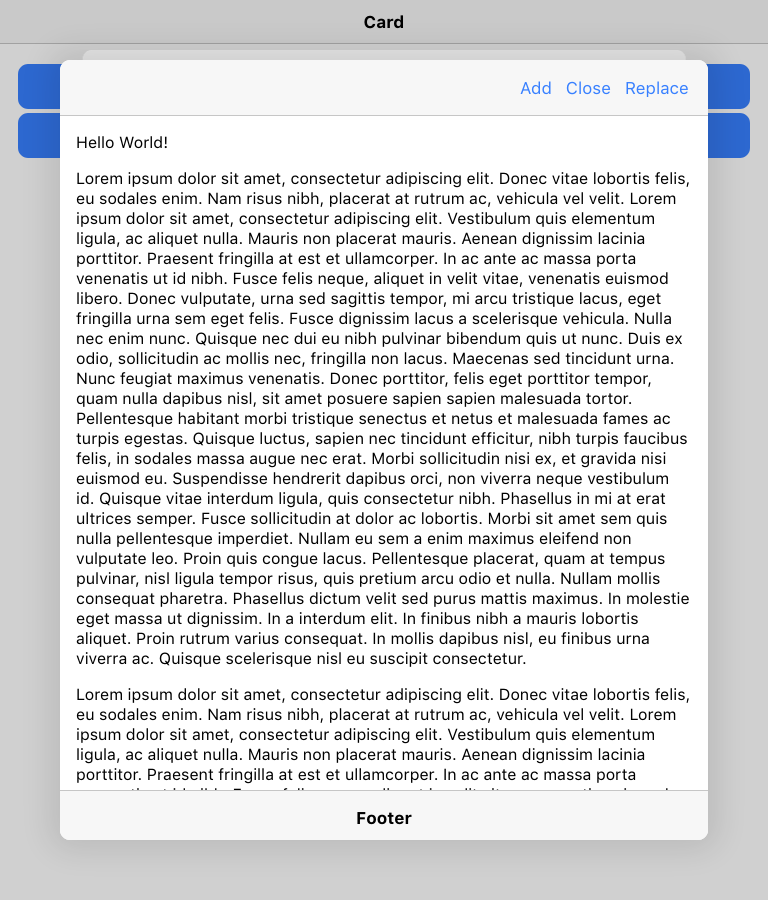 Card
Add Close Replace
Hello World!
Lorem ipsum dolor sit amet, consectetur adipiscing elit. Donec vitae lobortis felis,
eu sodales enim. Nam risus nibh, placerat at rutrum ac, vehicula vel velit. Lorem
ipsum dolor sit amet, consectetur adipiscing elit. Vestibulum quis elementum
ligula, ac aliquet nulla. Mauris non placerat mauris. Aenean dignissim lacinia
porttitor. Praesent fringilla at est et ullamcorper. In ac ante ac massa porta
venenatis ut id nibh. Fusce felis neque, aliquet in velit vitae, venenatis euismod
libero. Donec vulputate, urna sed sagittis tempor, mi arcu tristique lacus, eget
fringilla urna sem eget felis. Fusce dignissim lacus a scelerisque vehicula. Nulla
nec enim nunc. Quisque nec dui eu nibh pulvinar bibendum quis ut nunc. Duis ex
odio, sollicitudin ac mollis nec, fringilla non lacus. Maecenas sed tincidunt urna.
Nunc feugiat maximus venenatis. Donec porttitor, felis eget porttitor tempor,
quam nulla dapibus nisl, sit amet posuere sapien sapien malesuada tortor.
Pellentesque habitant morbi tristique senectus et netus et malesuada fames ac
turpis egestas. Quisque luctus, sapien nec tincidunt efficitur, nibh turpis faucibus
felis, in sodales massa augue nec erat. Morbi sollicitudin nisi ex, et gravida nisi
euismod eu. Suspendisse hendrerit dapibus orci, non viverra neque vestibulum
id. Quisque vitae interdum ligula, quis consectetur nibh. Phasellus in mi at erat
ultrices semper. Fusce sollicitudin at dolor ac lobortis. Morbi sit amet sem quis
nulla pellentesque imperdiet. Nullam eu sem a enim maximus eleifend non
vulputate leo. Proin quis congue lacus. Pellentesque placerat, quam at tempus
pulvinar, nisl ligula tempor risus, quis pretium arcu odio et nulla. Nullam mollis
consequat pharetra. Phasellus dictum velit sed purus mattis maximus. In molestie
eget massa ut dignissim. In a interdum elit. In finibus nibh a mauris lobortis
aliquet. Proin rutrum varius consequat. In mollis dapibus nisl, eu finibus urna
viverra ac. Quisque scelerisque nisl eu suscipit consectetur.
Lorem ipsum dolor sit amet, consectetur adipiscing elit. Donec vitae lobortis felis,
eu sodales enim. Nam risus nibh, placerat at rutrum ac, vehicula vel velit. Lorem
ipsum dolor sit amet, consectetur adipiscing elit. Vestibulum quis elementum
ligula, ac aliquet nulla. Mauris non placerat mauris. Aenean dignissim lacinia
porttitor. Praesent fringilla at est et ullamcorper. In ac ante ac massa porta
Footer